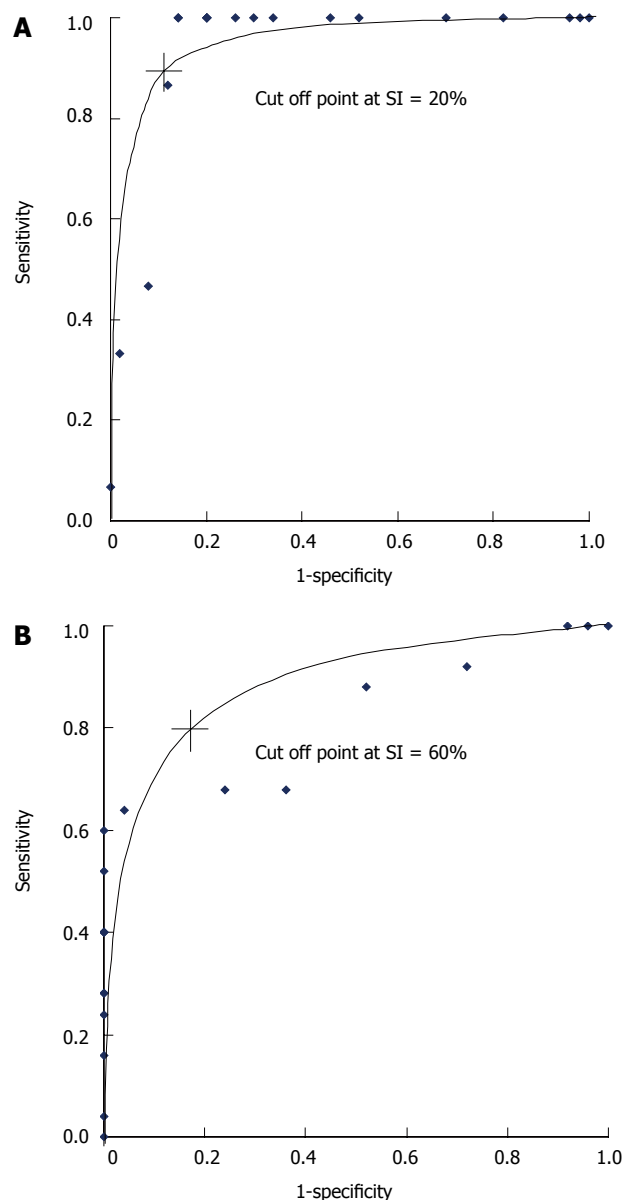 A
1.0
0.8
0.6
0.4
0.2
0.0
Sensitivity
Cut off point at SI = 20%
0 0.2 0.4 0.6 0.8 1.0
1-specificity
B
1.0
0.8
0.6
0.4
0.2
0.0
Sensitivity
Cut off point at SI = 60%
0 0.2 0.4 0.6 0.8 1.0
1-specificity